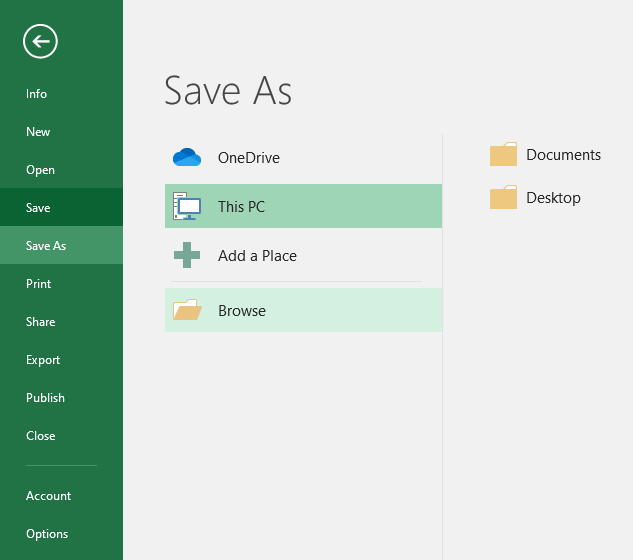 Info
New
Open
Save
Save As
Print
Share
Export
Publish
Close
Account
Options
Save As
OneDrive
This PC
Add a Place
Browse
Documents
Desktop